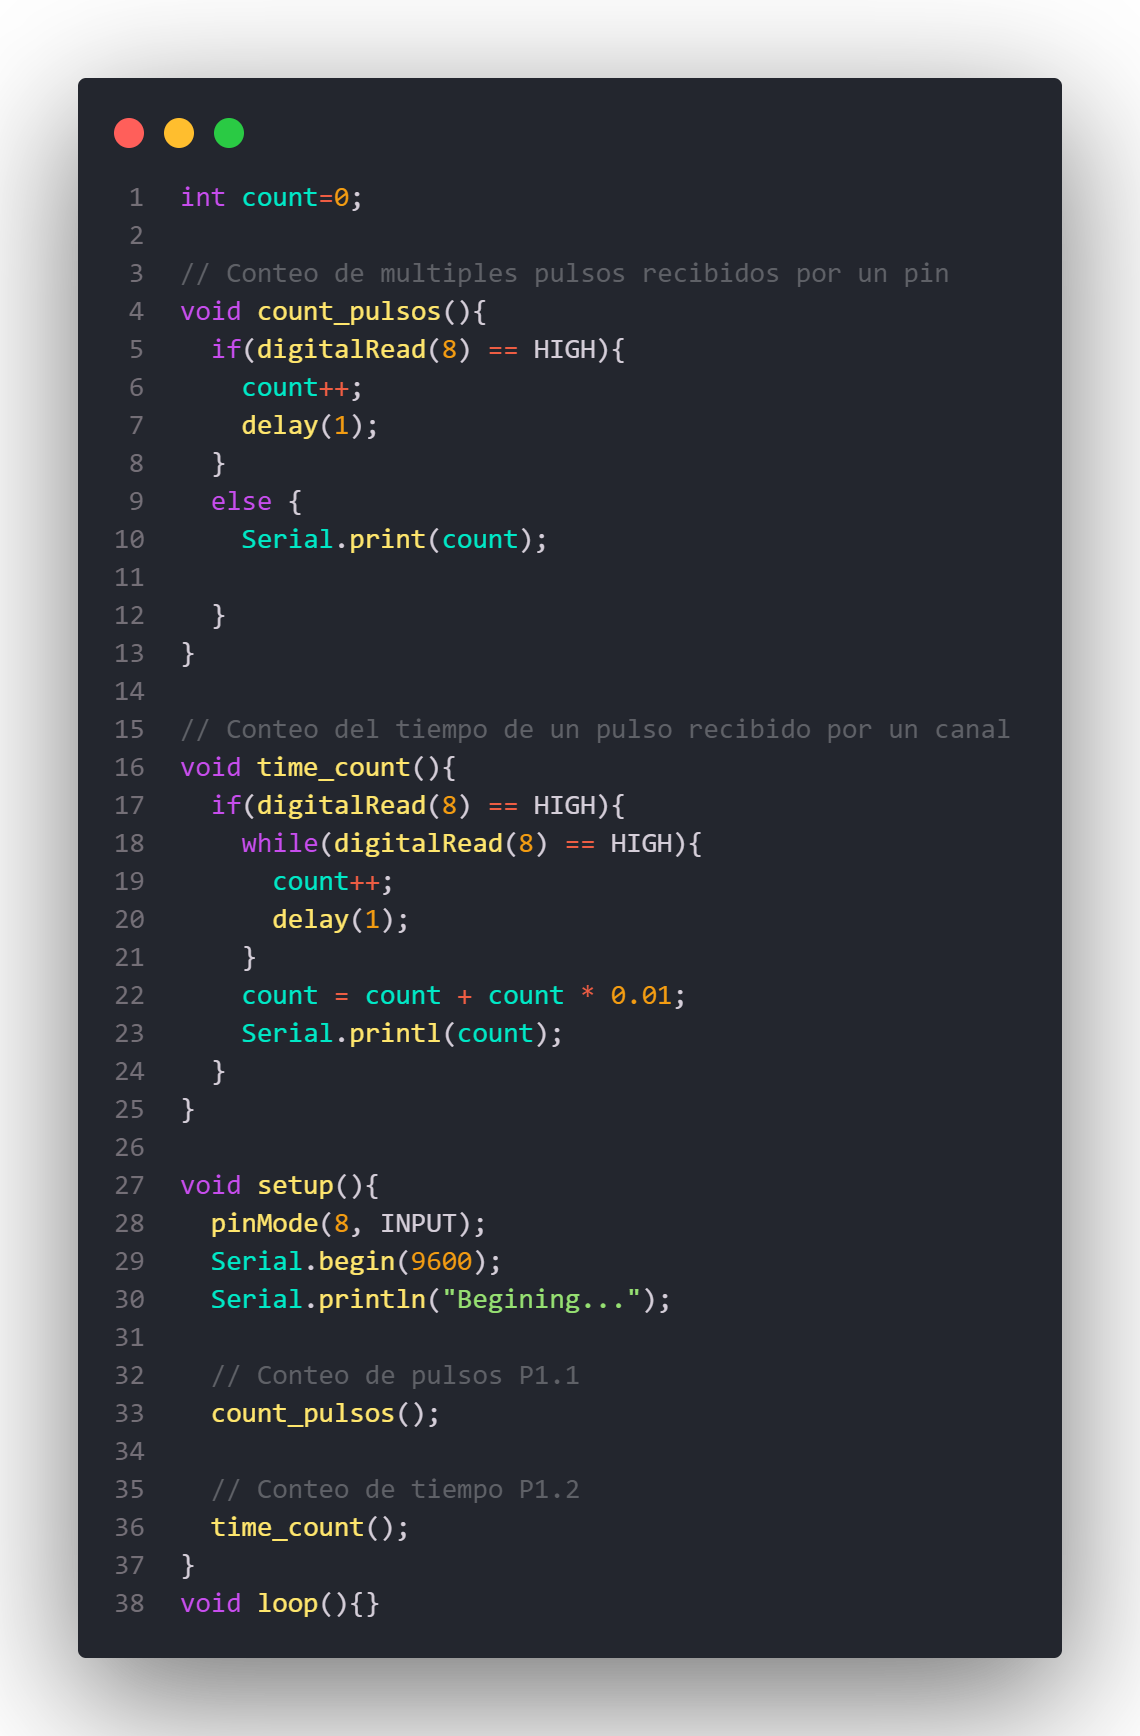 1 int count=0;
2
3 // Conteo de multiples pulsos recibidos por un pin
4 void count_pulsos(){
5   if(digitalRead(8) == HIGH){
6     count++;
7     delay(1);
8   }
9   else {
10     Serial.print(count);
11
12   }
13 }
14
15 // Conteo del tiempo de un pulso recibido por un canal
16 void time_count(){
17   if(digitalRead(8) == HIGH){
18     while(digitalRead(8) == HIGH){
19       count++;
20       delay(1);
21     }
22     count = count + count * 0.01;
23     Serial.printl(count);
24   }
25 }
26
27 void setup(){
28   pinMode(8, INPUT);
29   Serial.begin(9600);
30   Serial.println("Begining...");
31
32   // Conteo de pulsos P1.1
33   count_pulsos();
34
35   // Conteo de tiempo P1.2
36   time_count();
37 }
38 void loop(){}